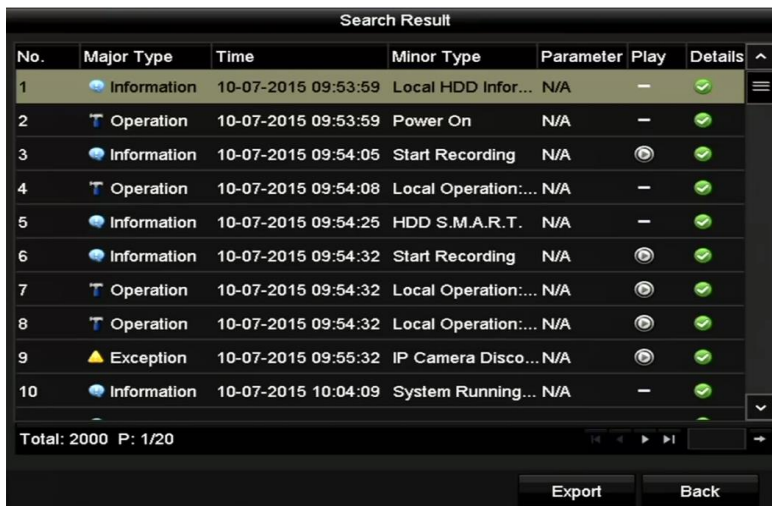 Search Result
No. Major Type Time Minor Type Parameter Play Details
1 Information 10-07-2015 09:53:59 Local HDD Infor... N/A –
2 Operation 10-07-2015 09:53:59 Power On N/A –
3 Information 10-07-2015 09:54:05 Start Recording N/A
4 Operation 10-07-2015 09:54:08 Local Operation:... N/A –
5 Information 10-07-2015 09:54:25 HDD S.M.A.R.T. N/A –
6 Information 10-07-2015 09:54:32 Start Recording N/A
7 Operation 10-07-2015 09:54:32 Local Operation:... N/A
8 Operation 10-07-2015 09:54:32 Local Operation:... N/A
9 Exception 10-07-2015 09:55:32 IP Camera Disco... N/A
10 Information 10-07-2015 10:04:09 System Running... N/A –
Total: 2000 P: 1/20
Export Back